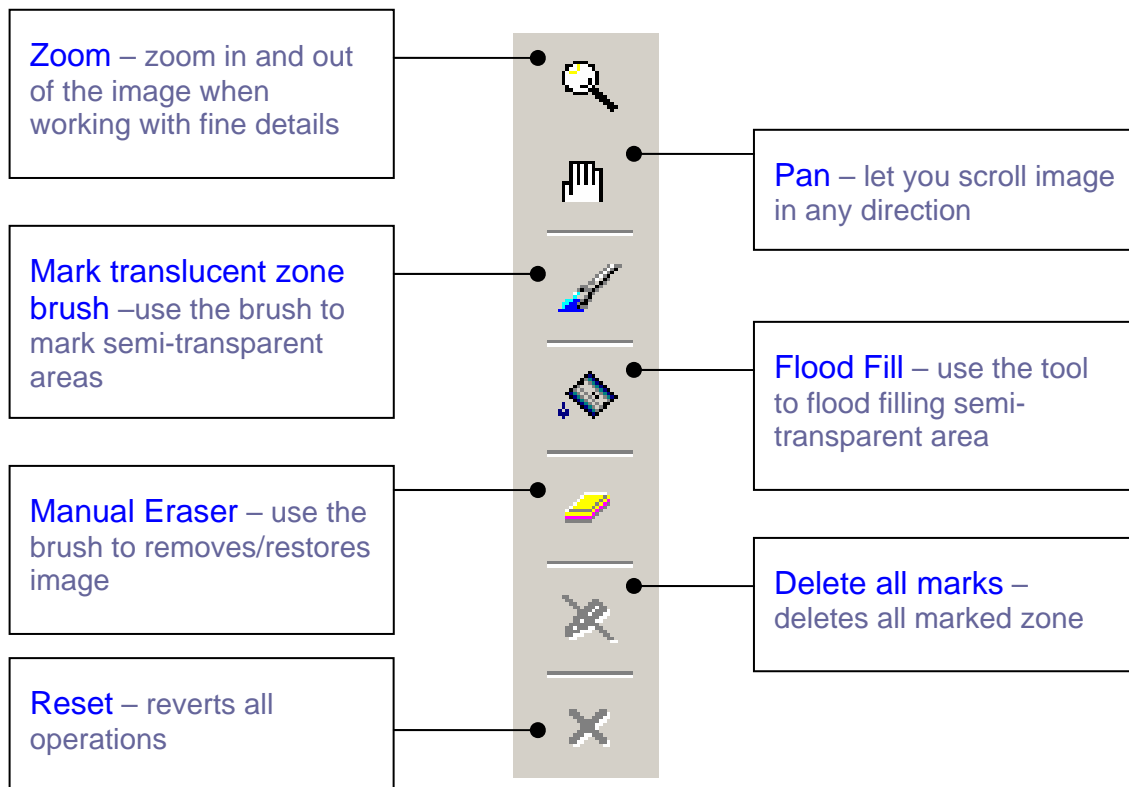 Zoom – zoom in and out
of the image when
working with fine details
Pan – let you scroll image
in any direction
Mark translucent zone
brush –use the brush to
mark semi-transparent
areas
Flood Fill – use the tool
to flood filling semi-
transparent area
Manual Eraser – use the
brush to removes/restores
image
Delete all marks –
deletes all marked zone
Reset – reverts all
operations